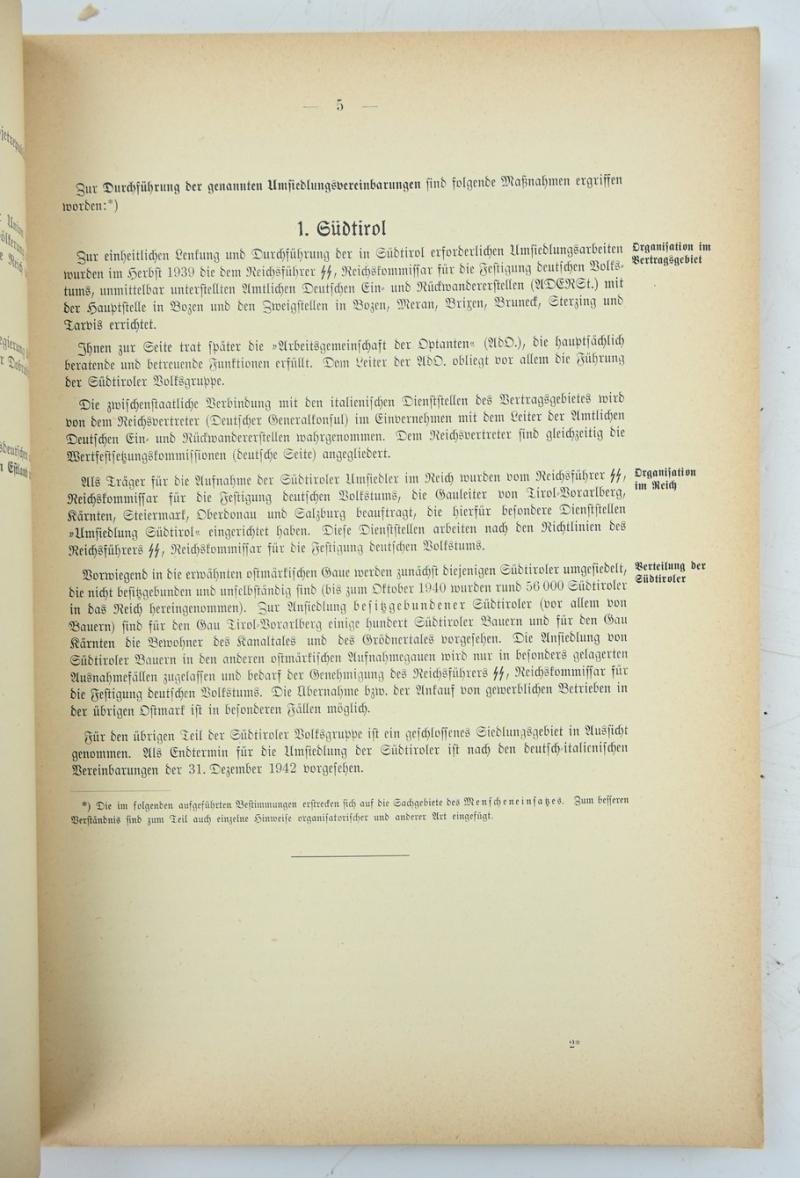 — 5 —
Zur Durchführung der genannten Umsiedlungsvereinbarungen sind folgende Maßnahmen ergriffen
worden:*)
1. Südtirol
Zur einheitlichen Lenkung und Durchführung der in Südtirol erforderlichen Umsiedlungsarbeiten
wurden im Herbst 1939 die dem Reichsführer ᛋᛋ, Reichskommissar für die Festigung deutschen Volks-
tums, unmittelbar unterstellten Amtlichen Deutschen Ein- und Rückwandererstellen (ADERSt.) mit
der Hauptstelle in Bozen und den Zweigstellen in Bozen, Meran, Brixen, Bruneck, Sterzing und
Tarvis errichtet.
Organisation im
Vertragsgebiet
Ihnen zur Seite trat später die »Arbeitsgemeinschaft der Optanten« (AdO.), die hauptsächlich
beratende und betreuende Funktionen erfüllt. Dem Leiter der AdO. obliegt vor allem die Führung
der Südtiroler Volksgruppe.
Die zwischenstaatliche Verbindung mit den italienischen Dienststellen des Vertragsgebietes wird
von dem Reichsvertreter (Deutscher Generalkonsul) im Einvernehmen mit dem Leiter der Amtlichen
Deutschen Ein- und Rückwandererstellen wahrgenommen. Dem Reichsvertreter sind gleichzeitig die
Wertfestsetzungskommissionen (deutsche Seite) angegliedert.
Als Träger für die Aufnahme der Südtiroler Umsiedler im Reich wurden vom Reichsführer ᛋᛋ,
Reichskommissar für die Festigung deutschen Volkstums, die Gauleiter von Tirol-Vorarlberg,
Kärnten, Steiermark, Oberdonau und Salzburg beauftragt, die hierfür besondere Dienststellen
»Umsiedlung Südtirol« eingerichtet haben. Diese Dienststellen arbeiten nach den Richtlinien des
Reichsführers ᛋᛋ, Reichskommissar für die Festigung deutschen Volkstums.
Organisation
im Reich
Vorwiegend in die erwähnten ostmärkischen Gaue werden zunächst diejenigen Südtiroler umgesiedelt,
die nicht besitzgebunden und unselbständig sind (bis zum Oktober 1940 wurden rund 56 000 Südtiroler
in das Reich hereingenommen). Zur Ansiedlung besitzgebundener Südtiroler (vor allem von
Bauern) sind für den Gau Tirol-Vorarlberg einige hundert Südtiroler Bauern und für den Gau
Kärnten die Bewohner des Kanaltales und des Grödnertales vorgesehen. Die Ansiedlung von
Südtiroler Bauern in den anderen ostmärkischen Aufnahmegauen wird nur in besonders gelagerten
Ausnahmefällen zugelassen und bedarf der Genehmigung des Reichsführers ᛋᛋ, Reichskommissar für
die Festigung deutschen Volkstums. Die Übernahme bzw. der Ankauf von gewerblichen Betrieben in
der übrigen Ostmark ist in besonderen Fällen möglich.
Verteilung der
Südtiroler
Für den übrigen Teil der Südtiroler Volksgruppe ist ein geschlossenes Siedlungsgebiet in Aussicht
genommen. Als Endtermin für die Umsiedlung der Südtiroler ist nach den deutsch-italienischen
Vereinbarungen der 31. Dezember 1942 vorgesehen.
*) Die im folgenden aufgeführten Bestimmungen erstrecken sich auf die Sachgebiete des Menscheneinsatzes. Zum besseren
Verständnis sind zum Teil auch einzelne Hinweise organisatorischer und anderer Art eingefügt.
2*